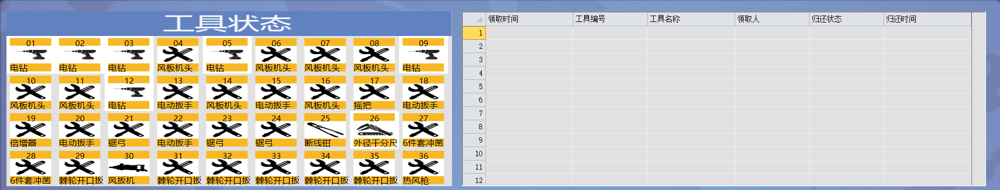 工具状态
01 02 03 04 05 06 07 08 09
电钻 电钻 电钻 风板机头 电钻 风板机头 风板机头 风板机头 电钻
10 11 12 13 14 15 16 17 18
风板机头 风板机头 电钻 电动扳手 风板机头 电动扳手 风板机头 摇把 电动扳手
19 20 21 22 23 24 25 26 27
倍增器 电动扳手 锯弓 电动扳手 锯弓 锯弓 断线钳 外径千分尺 6件套冲凿
28 29 30 31 32 33 34 35 36
6件套冲凿 棘轮开口扳 风扳机 棘轮开口扳 棘轮开口扳 棘轮开口扳 棘轮开口扳 棘轮开口扳 热风枪
领取时间 工具编号 工具名称 领取人 归还状态 归还时间
1
2
3
4
5
6
7
8
9
10
11
12